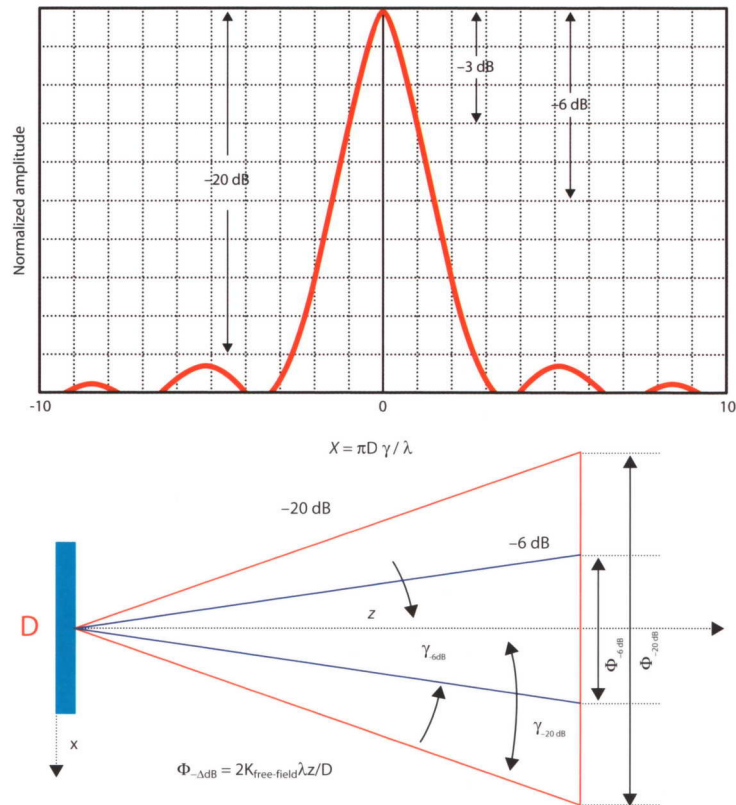 –3 dB
–6 dB
–20 dB
Normalized amplitude
-10
0
10
X = πD γ / λ
–20 dB
–6 dB
D
z
γ-6dB
Φ–6 dB
Φ–20 dB
γ–20 dB
x
Φ–ΔdB = 2Kfree-fieldλz/D